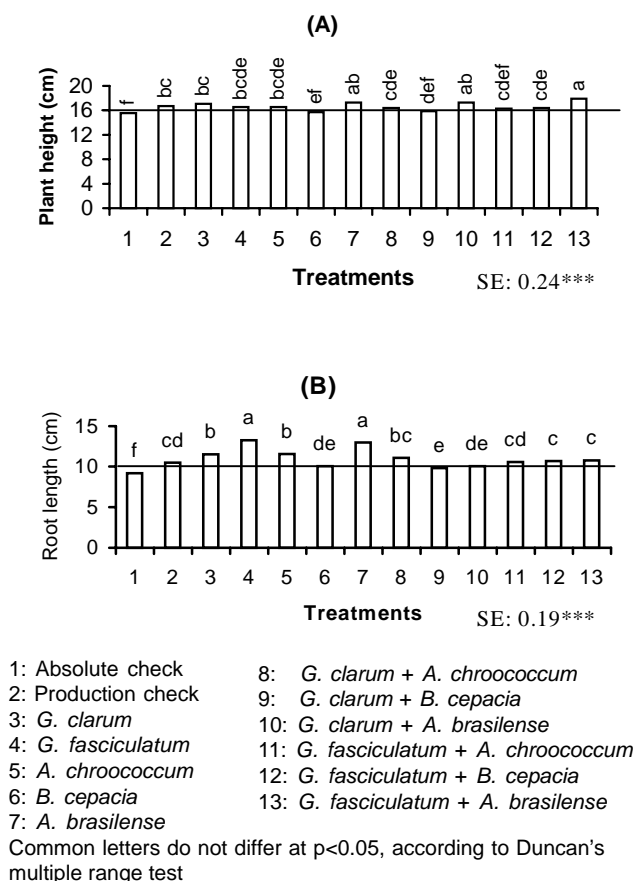 (A)
Plant height (cm)
20
16
12
8
4
0
f bc bc bcde bcde ef ab cde def ab cdef cde a
1 2 3 4 5 6 7 8 9 10 11 12 13
Treatments
SE: 0.24***
(B)
Root length (cm)
15
10
5
0
f cd b a b de a bc e de cd c c
1 2 3 4 5 6 7 8 9 10 11 12 13
Treatments
SE: 0.19***
1: Absolute check
2: Production check
3: G. clarum
4: G. fasciculatum
5: A. chroococcum
6: B. cepacia
7: A. brasilense
8: G. clarum + A. chroococcum
9: G. clarum + B. cepacia
10: G. clarum + A. brasilense
11: G. fasciculatum + A. chroococcum
12: G. fasciculatum + B. cepacia
13: G. fasciculatum + A. brasilense
Common letters do not differ at p<0.05, according to Duncan's
multiple range test